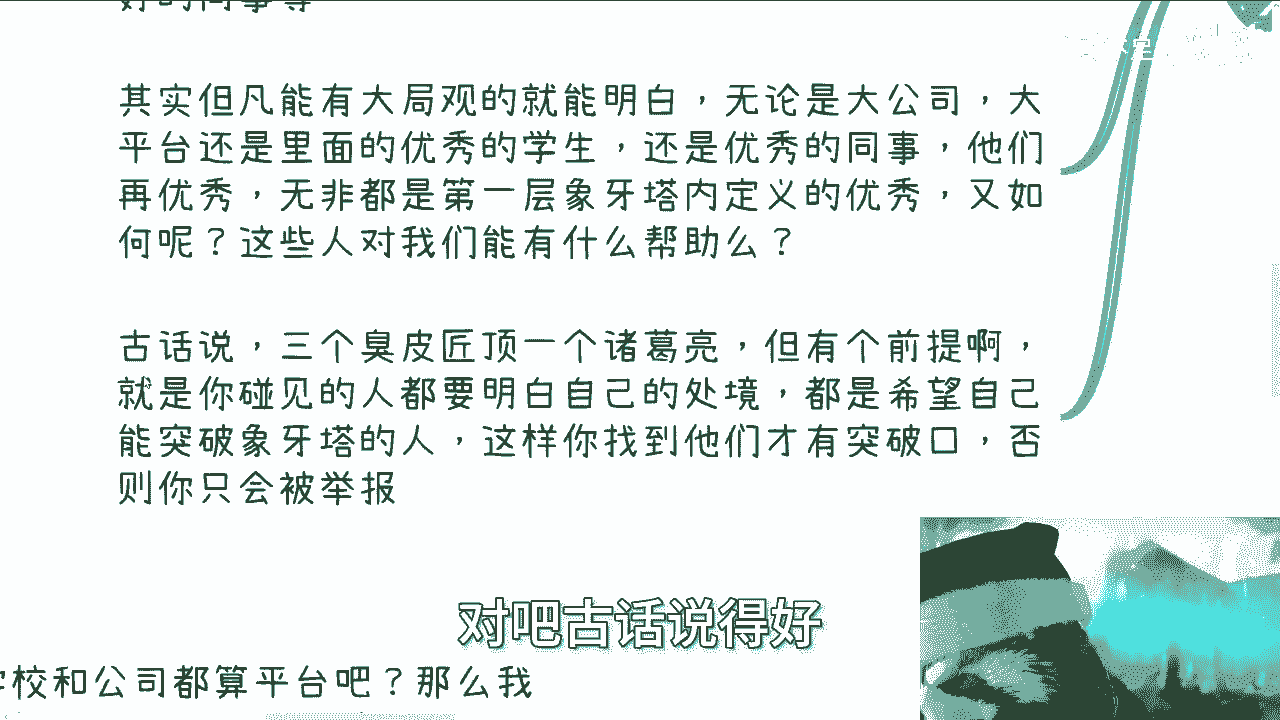 好的同事等
其实但凡能有大局观的就能明白，无论是大公司，大
平台还是里面的优秀的学生，还是优秀的同事，他们
再优秀，无非都是第一层象牙塔内定义的优秀，又如
何呢？这些人对我们能有什么帮助么？
古话说，三个臭皮匠顶一个诸葛亮，但有个前提啊，
就是你碰见的人都要明白自己的处境，都是希望自己
能突破象牙塔的人，这样你找到他们才有突破口，否
则你只会被举报
对吧古话说得好
校和公司都算平台吧？那么我